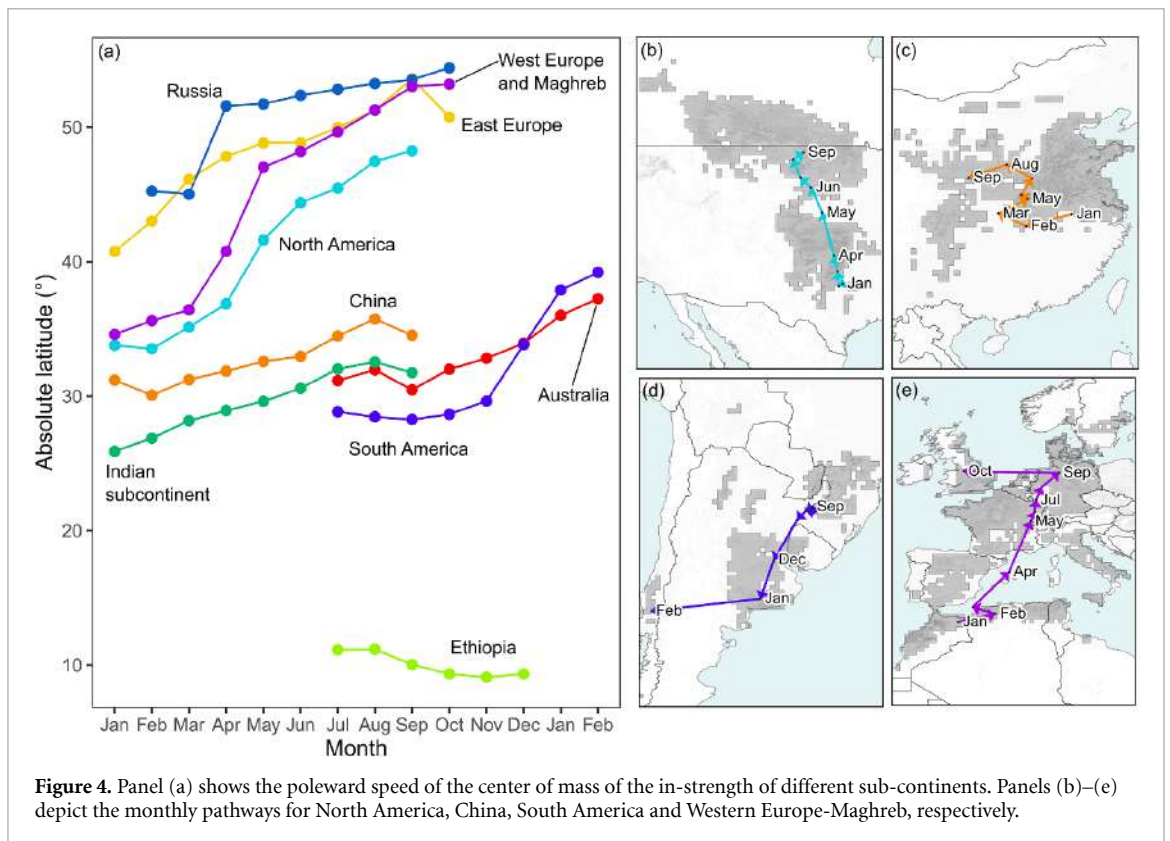 (a)
Russia
West Europe
and Maghreb
East Europe
North America
China
Australia
South America
Indian
subcontinent
Ethiopia
50
40
30
20
10
Absolute latitude (°)
Jan Feb Mar Apr May Jun Jul Aug Sep Oct Nov Dec Jan Feb
Month
(b)
Sep
Jun
May
Apr
Jan
(c)
Aug
Sep
May
Mar
Jan
Feb
(d)
Sep
Dec
Jan
Feb
(e)
Oct
Sep
Jul
May
Apr
Feb
Jan
Figure 4. Panel (a) shows the poleward speed of the center of mass of the in-strength of different sub-continents. Panels (b)–(e)
depict the monthly pathways for North America, China, South America and Western Europe-Maghreb, respectively.